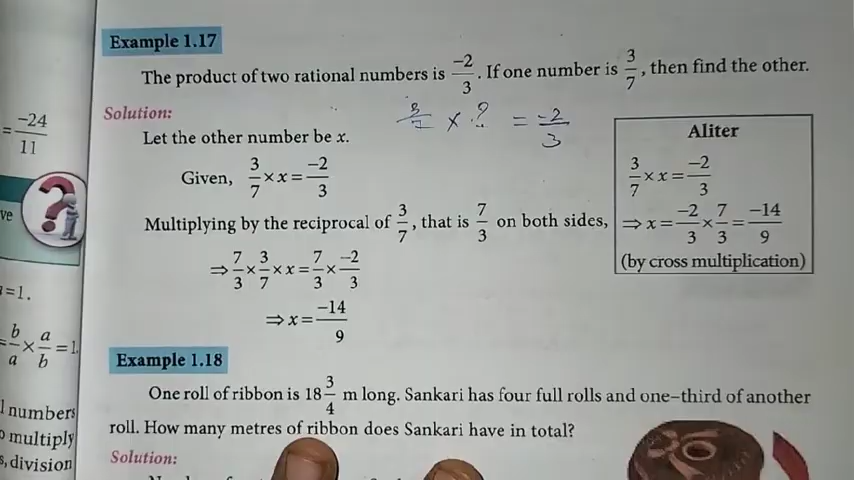 Example 1.17
The product of two rational numbers is -2/3. If one number is 3/7, then find the other.
Solution:
3/7 × ? = -2/3
Let the other number be x.
Given, 3/7 × x = -2/3
Multiplying by the reciprocal of 3/7, that is 7/3 on both sides,
⇒ 7/3 × 3/7 × x = 7/3 × -2/3
⇒ x = -14/9
Aliter
3/7 × x = -2/3
⇒ x = -2/3 × 7/3 = -14/9
(by cross multiplication)
Example 1.18
One roll of ribbon is 18 3/4 m long. Sankari has four full rolls and one–third of another
roll. How many metres of ribbon does Sankari have in total?
Solution:
= -24/11
?
ve
=1.
= b/a × a/b = 1
numbers
multiply
division